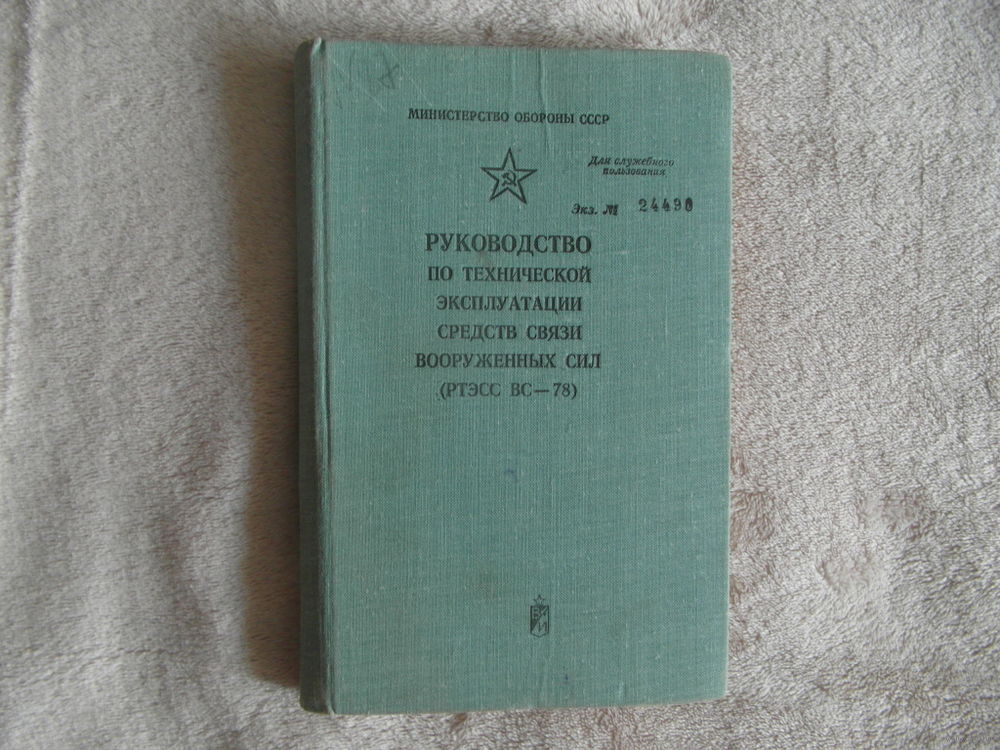 МИНИСТЕРСТВО ОБОРОНЫ СССР
Для служебного
пользования
Экз. № 24490
РУКОВОДСТВО
ПО ТЕХНИЧЕСКОЙ
ЭКСПЛУАТАЦИИ
СРЕДСТВ СВЯЗИ
ВООРУЖЕННЫХ СИЛ
(РТЭСС ВС—78)